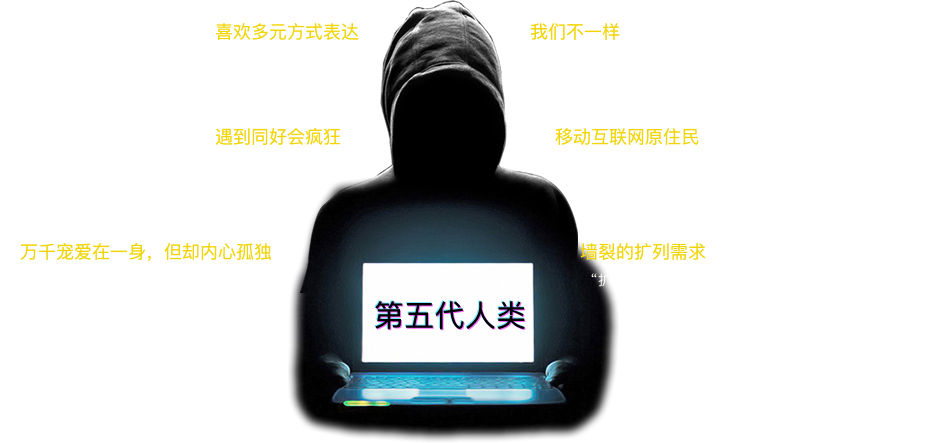 喜欢多元方式表达
我们不一样
遇到同好会疯狂
移动互联网原住民
万千宠爱在一身，但却内心孤独
墙裂的扩列需求
“扩
第五代人类